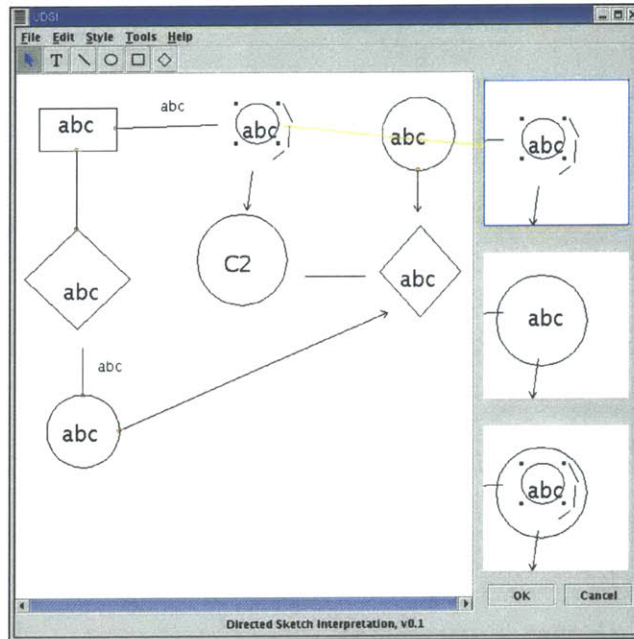 UDSI
File Edit Style Tools Help
T
abc
abc
abc
abc
abc
C2
abc
abc
abc
abc
abc
abc
abc
OK Cancel
Directed Sketch Interpretation, v0.1